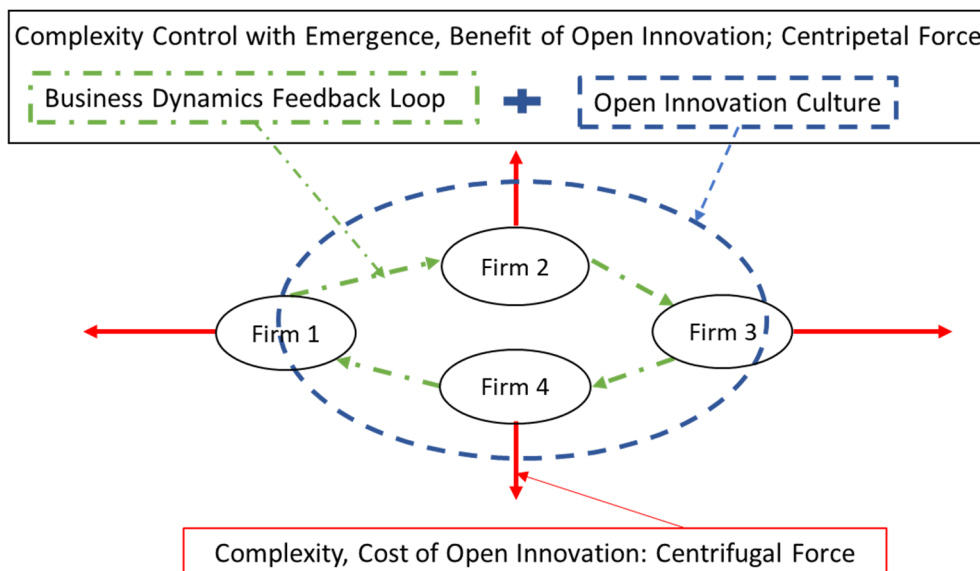 Complexity Control with Emergence, Benefit of Open Innovation; Centripetal Force
Business Dynamics Feedback Loop
Open Innovation Culture
Firm 2
Firm 1
Firm 3
Firm 4
Complexity, Cost of Open Innovation: Centrifugal Force